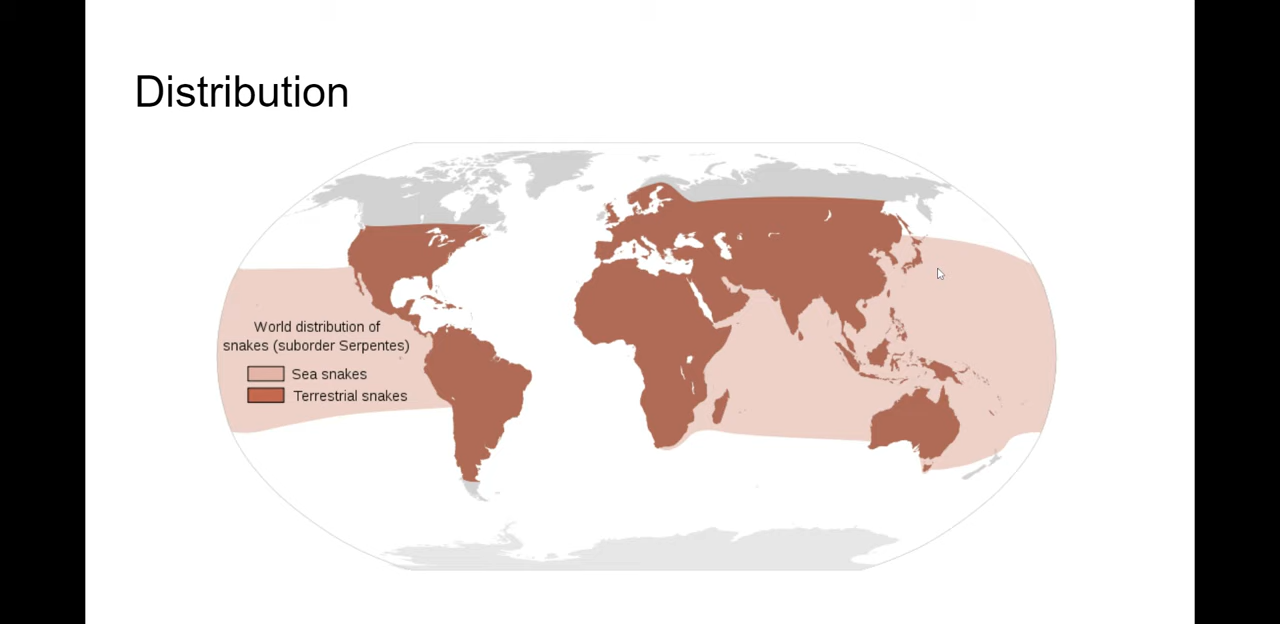 Distribution
World distribution of
snakes (suborder Serpentes)
Sea snakes
Terrestrial snakes